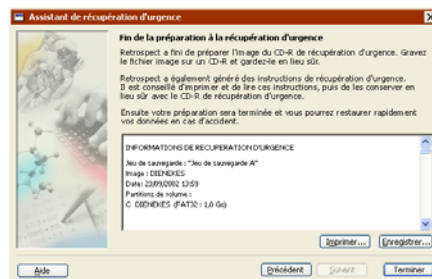 Assistant de récupération d'urgence
Fin de la préparation à la récupération d'urgence
Retrospect a fini de préparer l'image du CD-R de récupération d'urgence. Gravez
le fichier image sur un CD-R et gardez-le en lieu sûr.
Retrospect a également généré des instructions de récupération d'urgence.
Il est conseillé d'imprimer et de lire ces instructions, puis de les conserver en
lieu sûr avec le CD-R de récupération d'urgence.
Ensuite votre préparation sera terminée et vous pourrez restaurer rapidement
vos données en cas d'accident.
INFORMATIONS DE RECUPERATION D'URGENCE
Jeu de sauvegarde : "Jeu de sauvegarde A"
Image : DIENEKES
Date: 23/09/2002 13:59
Partitions de volume :
C: DIENEKES (FAT32 : 1,0 Go)
Imprimer... Enregistrer...
Aide Précédent Suivant Terminer